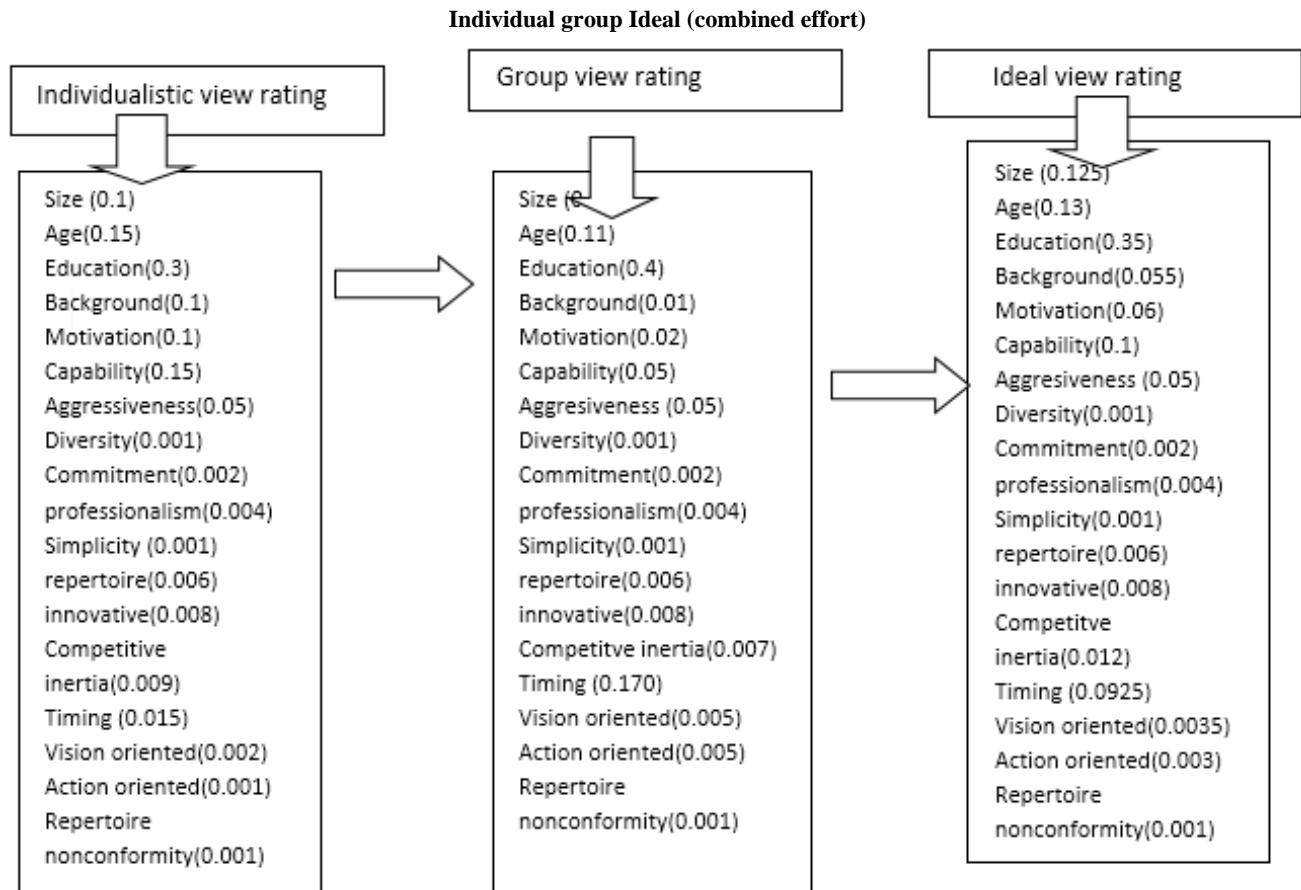 Individual group Ideal (combined effort)
Individualistic view rating
Size (0.1)
Age(0.15)
Education(0.3)
Background(0.1)
Motivation(0.1)
Capability(0.15)
Aggressiveness(0.05)
Diversity(0.001)
Commitment(0.002)
professionalism(0.004)
Simplicity (0.001)
repertoire(0.006)
innovative(0.008)
Competitive
inertia(0.009)
Timing (0.015)
Vision oriented(0.002)
Action oriented(0.001)
Repertoire
nonconformity(0.001)
Group view rating
Size
Age(0.11)
Education(0.4)
Background(0.01)
Motivation(0.02)
Capability(0.05)
Aggresiveness (0.05)
Diversity(0.001)
Commitment(0.002)
professionalism(0.004)
Simplicity(0.001)
repertoire(0.006)
innovative(0.008)
Competitve inertia(0.007)
Timing (0.170)
Vision oriented(0.005)
Action oriented(0.005)
Repertoire
nonconformity(0.001)
Ideal view rating
Size (0.125)
Age(0.13)
Education(0.35)
Background(0.055)
Motivation(0.06)
Capability(0.1)
Aggresiveness (0.05)
Diversity(0.001)
Commitment(0.002)
professionalism(0.004)
Simplicity(0.001)
repertoire(0.006)
innovative(0.008)
Competitve
inertia(0.012)
Timing (0.0925)
Vision oriented(0.0035)
Action oriented(0.003)
Repertoire
nonconformity(0.001)